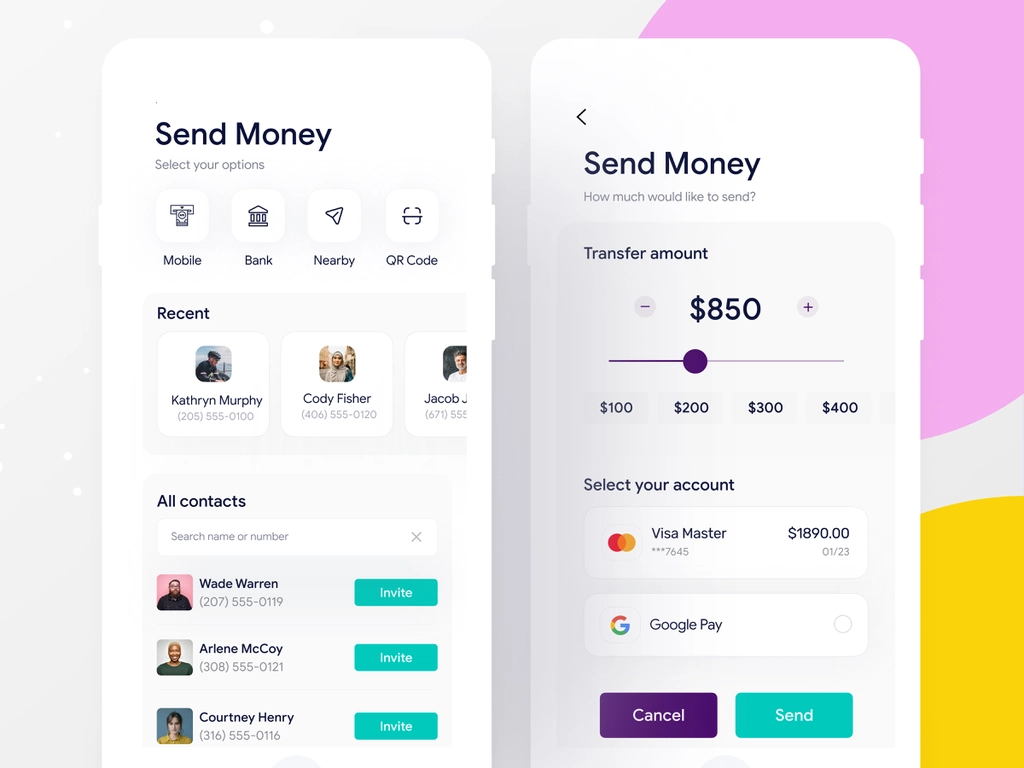 Send Money
Select your options
Mobile
Bank
Nearby
QR Code
Recent
Kathryn Murphy
(205) 555-0100
Cody Fisher
(406) 555-0120
Jacob J
(671) 555
All contacts
Search name or number
Wade Warren
(207) 555-0119
Invite
Arlene McCoy
(308) 555-0121
Invite
Courtney Henry
(316) 555-0116
Invite
Send Money
How much would like to send?
Transfer amount
− $850 +
$100 $200 $300 $400
Select your account
Visa Master $1890.00
***7645 01/23
Google Pay
Cancel
Send